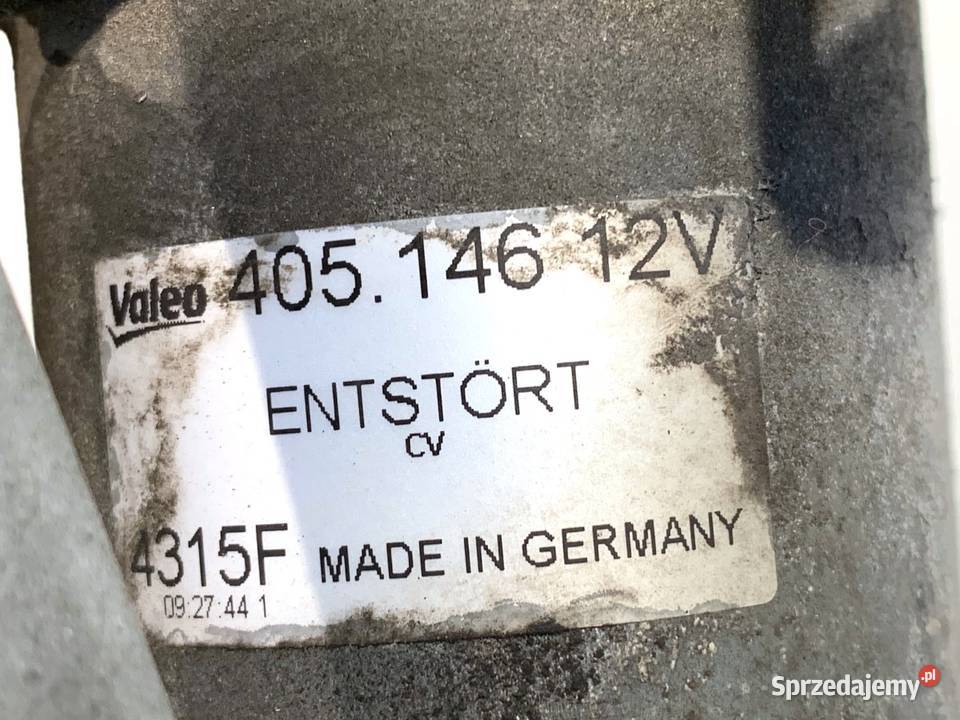 Valeo 405.146 12V
ENTSTÖRT
CV
4315F MADE IN GERMANY
09:27:44 1
Sprzedajemy.pl